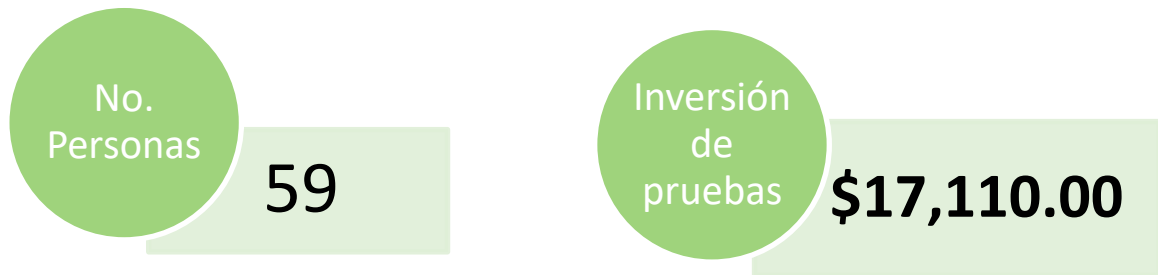 No.
Personas
59
Inversión
de
pruebas
$17,110.00